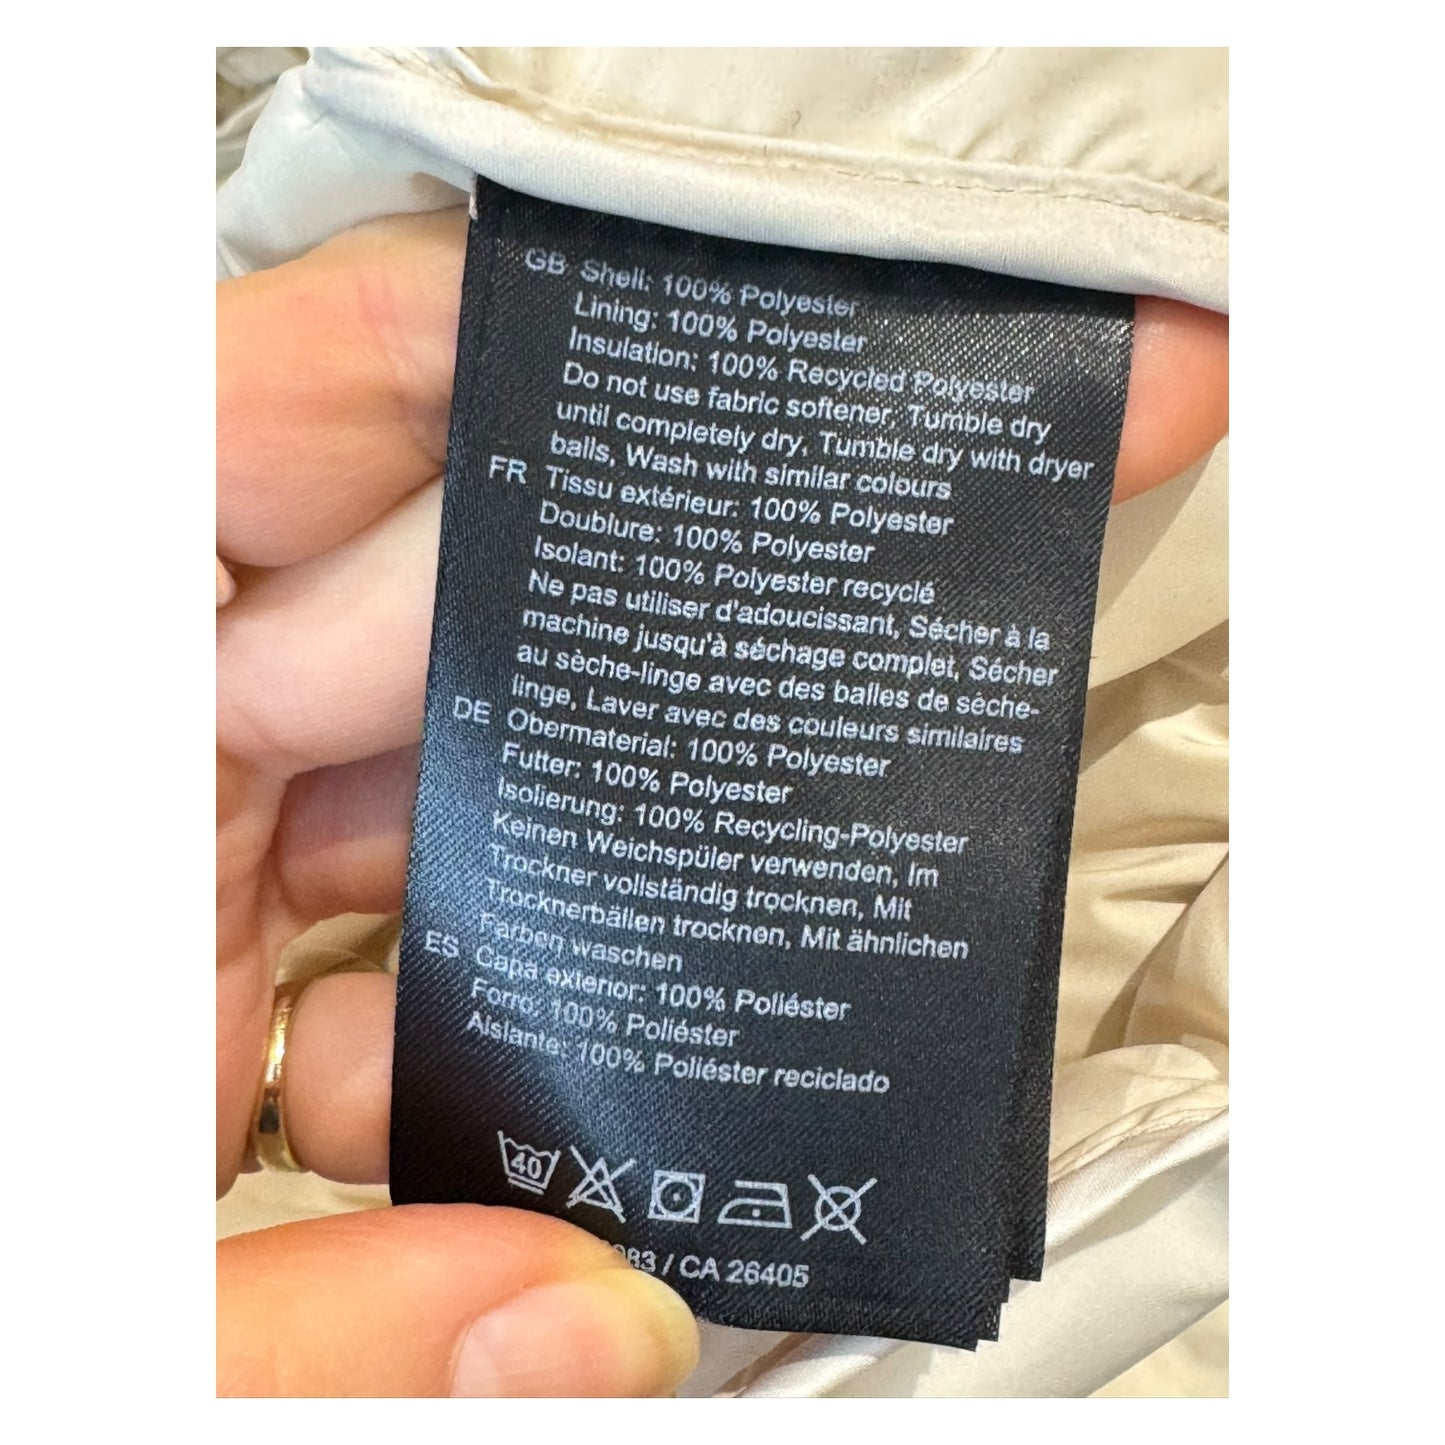 GB Shell: 100% Polyester
Lining: 100% Polyester
Insulation: 100% Recycled Polyester
Do not use fabric softener, Tumble dry
until completely dry, Tumble dry with dryer
balls, Wash with similar colours
FR Tissu extérieur: 100% Polyester
Doublure: 100% Polyester
Isolant: 100% Polyester recyclé
Ne pas utiliser d'adoucissant, Sécher à la
machine jusqu'à séchage complet, Sécher
au sèche-linge avec des balles de sèche-
linge, Laver avec des couleurs similaires
DE Obermaterial: 100% Polyester
Futter: 100% Polyester
Isolierung: 100% Recycling-Polyester
Keinen Weichspüler verwenden, Im
Trockner vollständig trocknen, Mit
Trocknerbällen trocknen, Mit ähnlichen
Farben waschen
ES Capa exterior: 100% Poliéster
Forro: 100% Poliéster
Aislante: 100% Poliéster reciclado
40
/ CA 26405